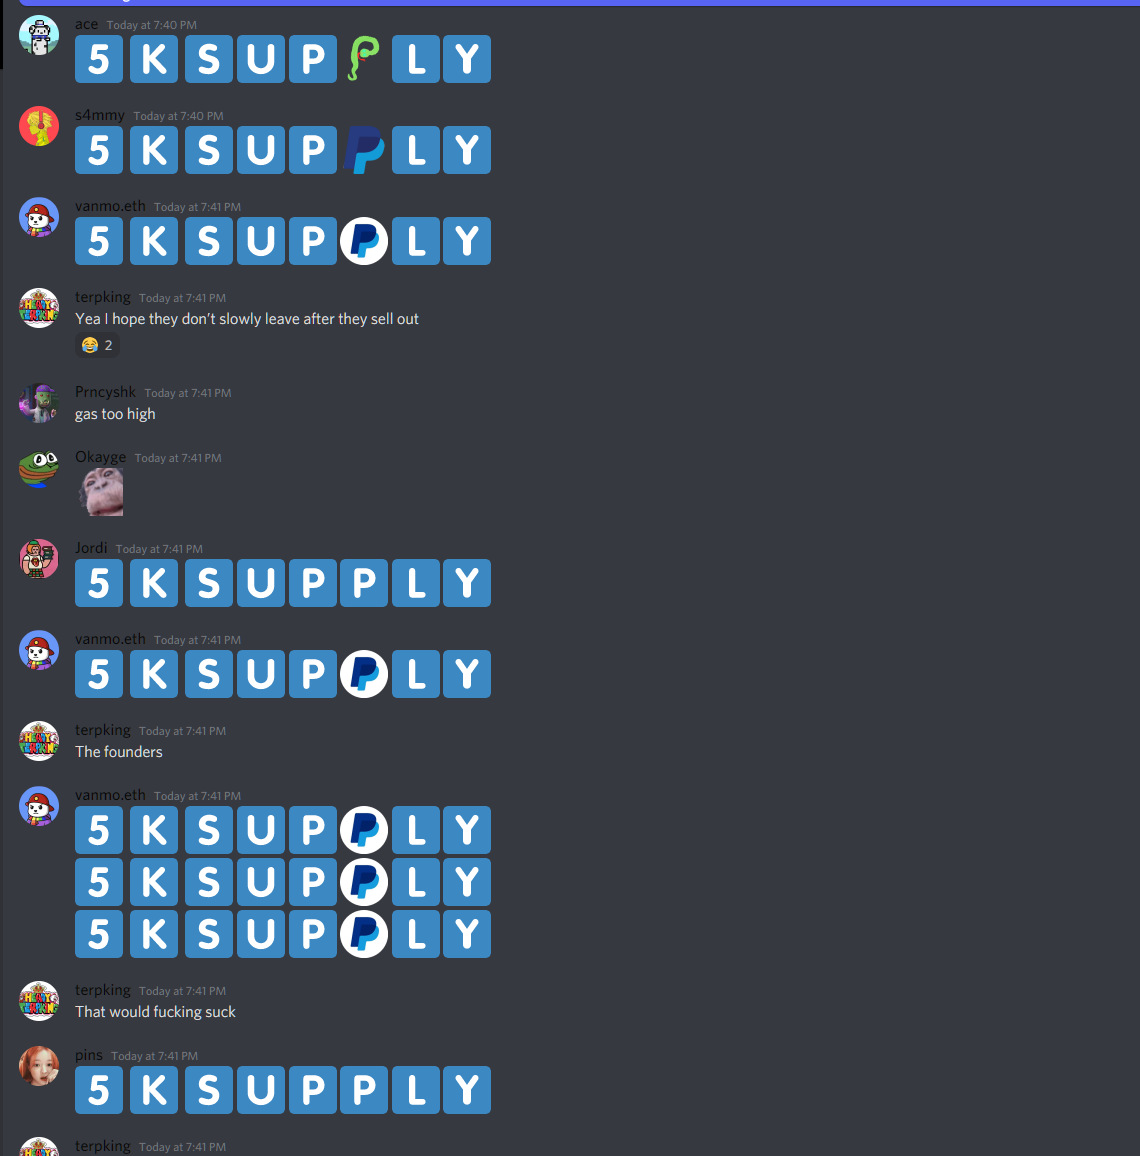 ace Today at 7:40 PM
5 K S U P P L Y
s4mmy Today at 7:40 PM
5 K S U P P L Y
vanmo.eth Today at 7:41 PM
5 K S U P P L Y
terpking Today at 7:41 PM
Yea I hope they don't slowly leave after they sell out
2
Prncyshk Today at 7:41 PM
gas too high
Okayge Today at 7:41 PM
Jordi Today at 7:41 PM
5 K S U P P L Y
vanmo.eth Today at 7:41 PM
5 K S U P P L Y
terpking Today at 7:41 PM
The founders
vanmo.eth Today at 7:41 PM
5 K S U P P L Y
5 K S U P P L Y
5 K S U P P L Y
terpking Today at 7:41 PM
That would fucking suck
pins Today at 7:41 PM
5 K S U P P L Y
terpking Today at 7:41 PM